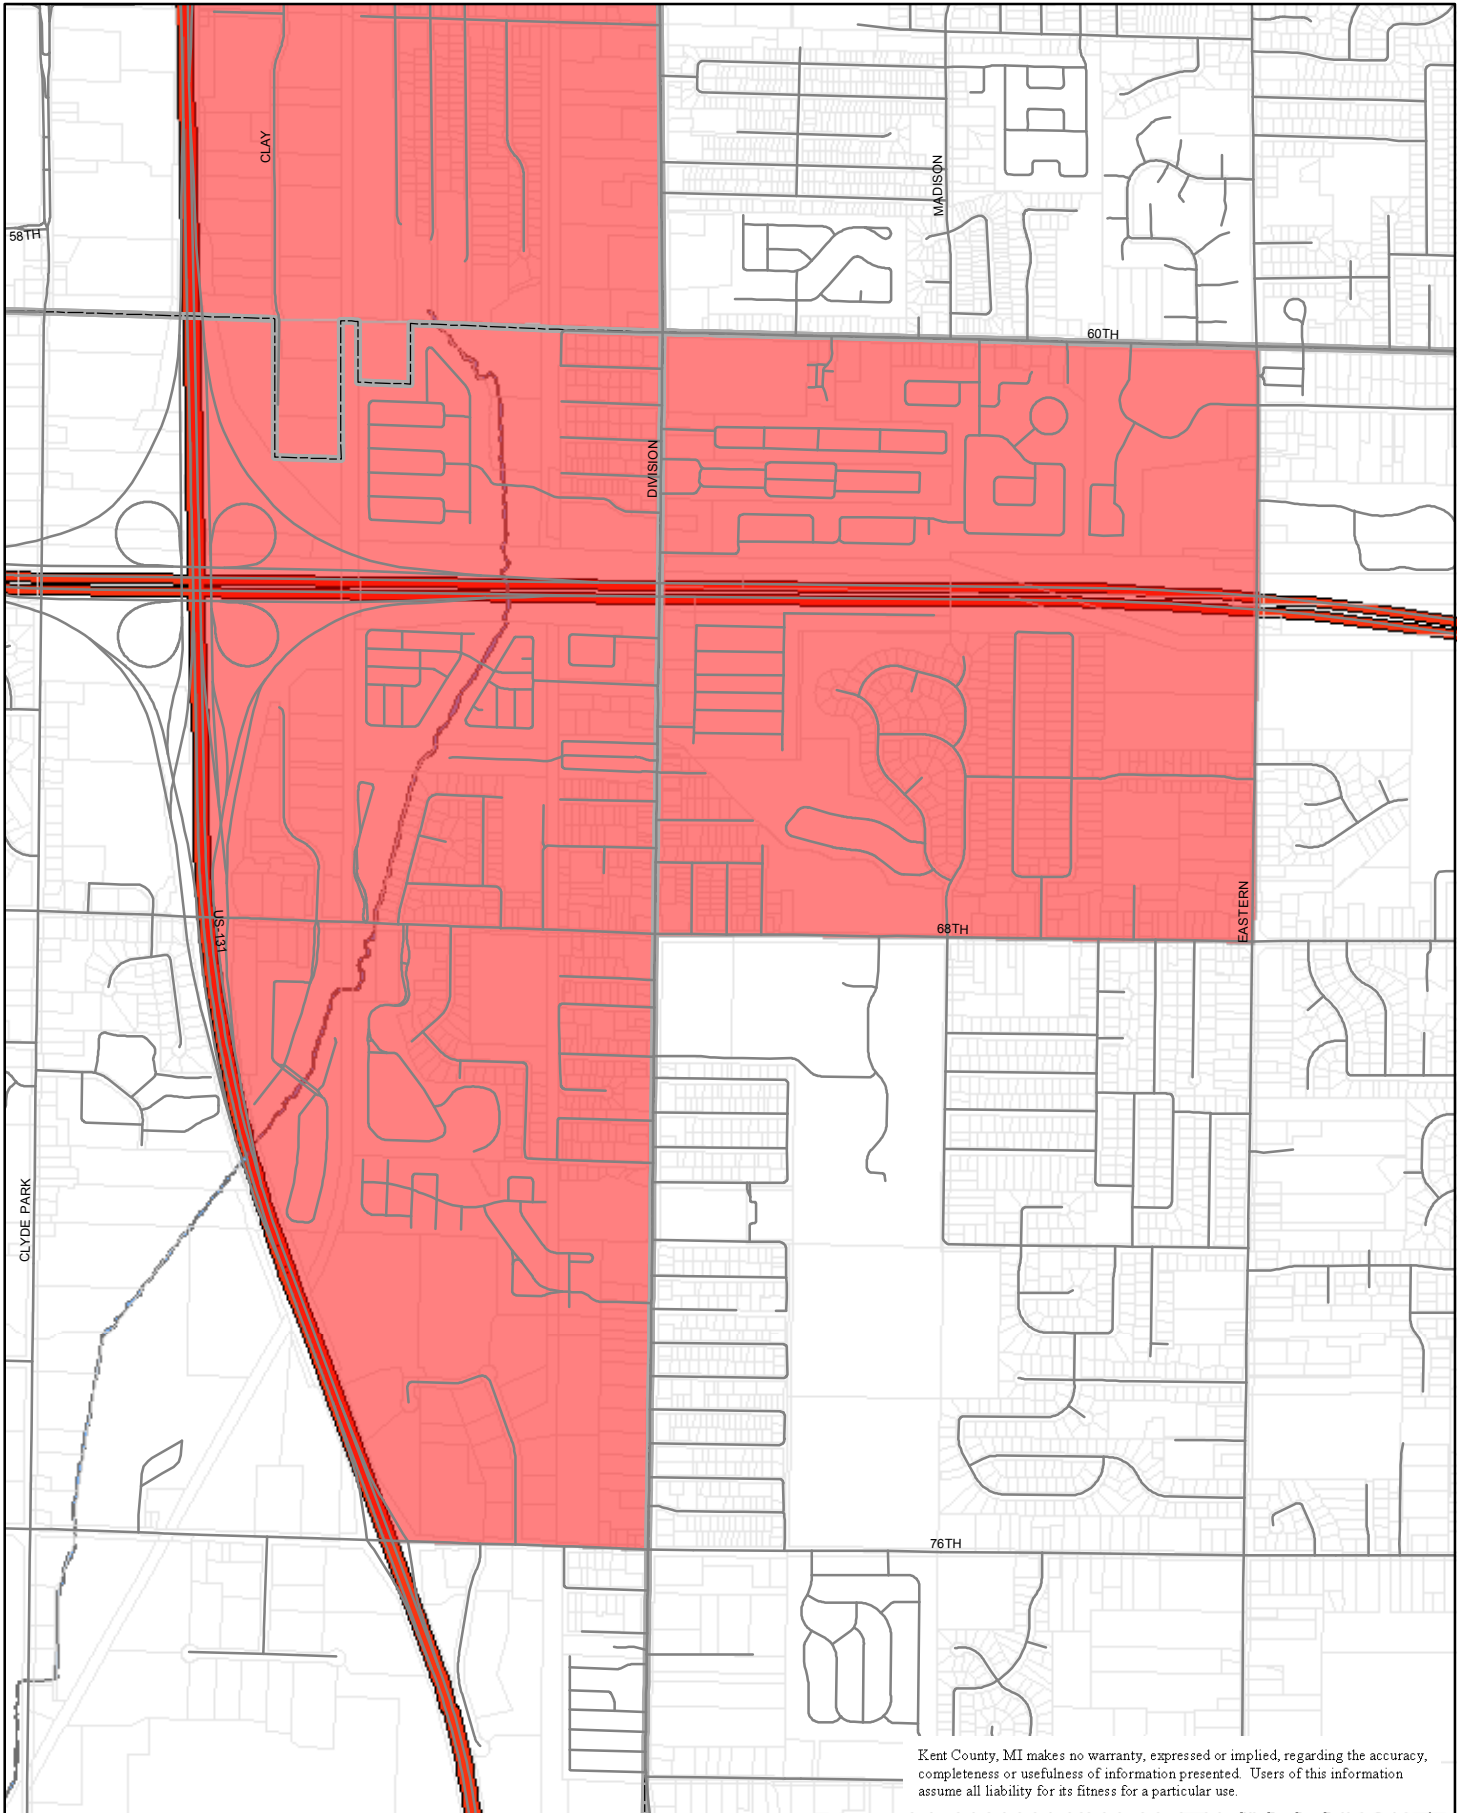 CLAY
MADISON
58TH
60TH
DIVISION
EASTERN
US-131
68TH
CLYDE PARK
76TH
Kent County, MI makes no warranty, expressed or implied, regarding the accuracy,
completeness or usefulness of information presented. Users of this information
assume all liability for its fitness for a particular use.